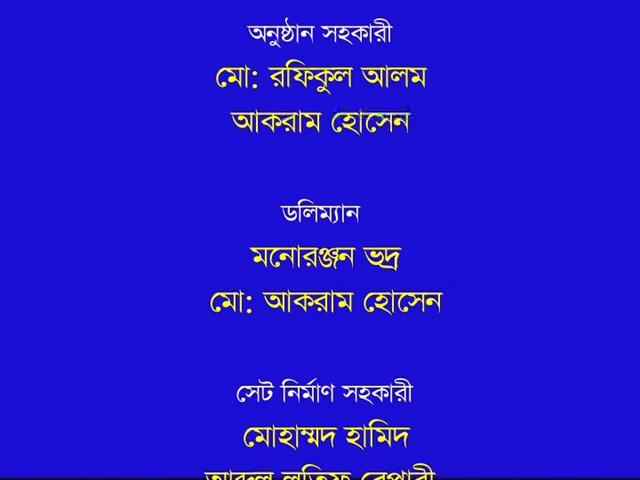 অনুষ্ঠান সহকারী
মো: রফিকুল আলম
আকরাম হোসেন
ডলিম্যান
মনোরঞ্জন ভদ্র
মো: আকরাম হোসেন
সেট নির্মাণ সহকারী
মোহাম্মদ হামিদ